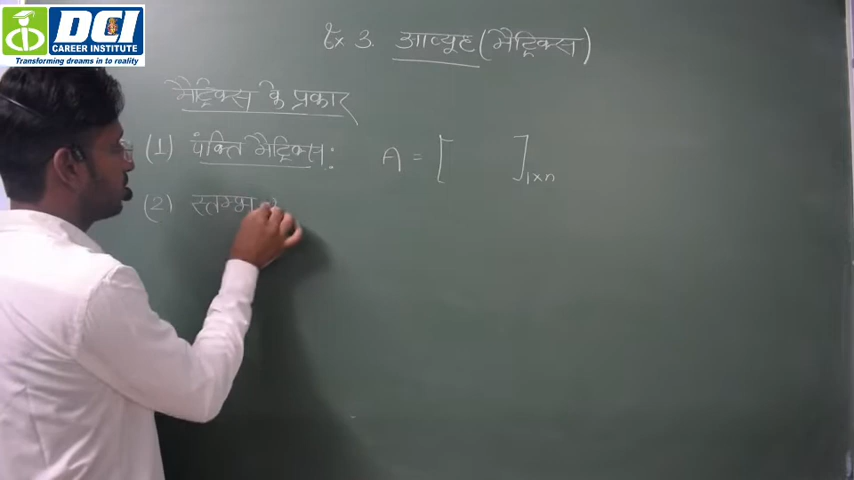 DCI
CAREER INSTITUTE
Transforming dreams in to reality
Ex 3. आव्यूह (मैट्रिक्स)
मैट्रिक्स के प्रकार
(1) पंक्ति मैट्रिक्स: A = [ ]1×n
(2) स्तम्भ